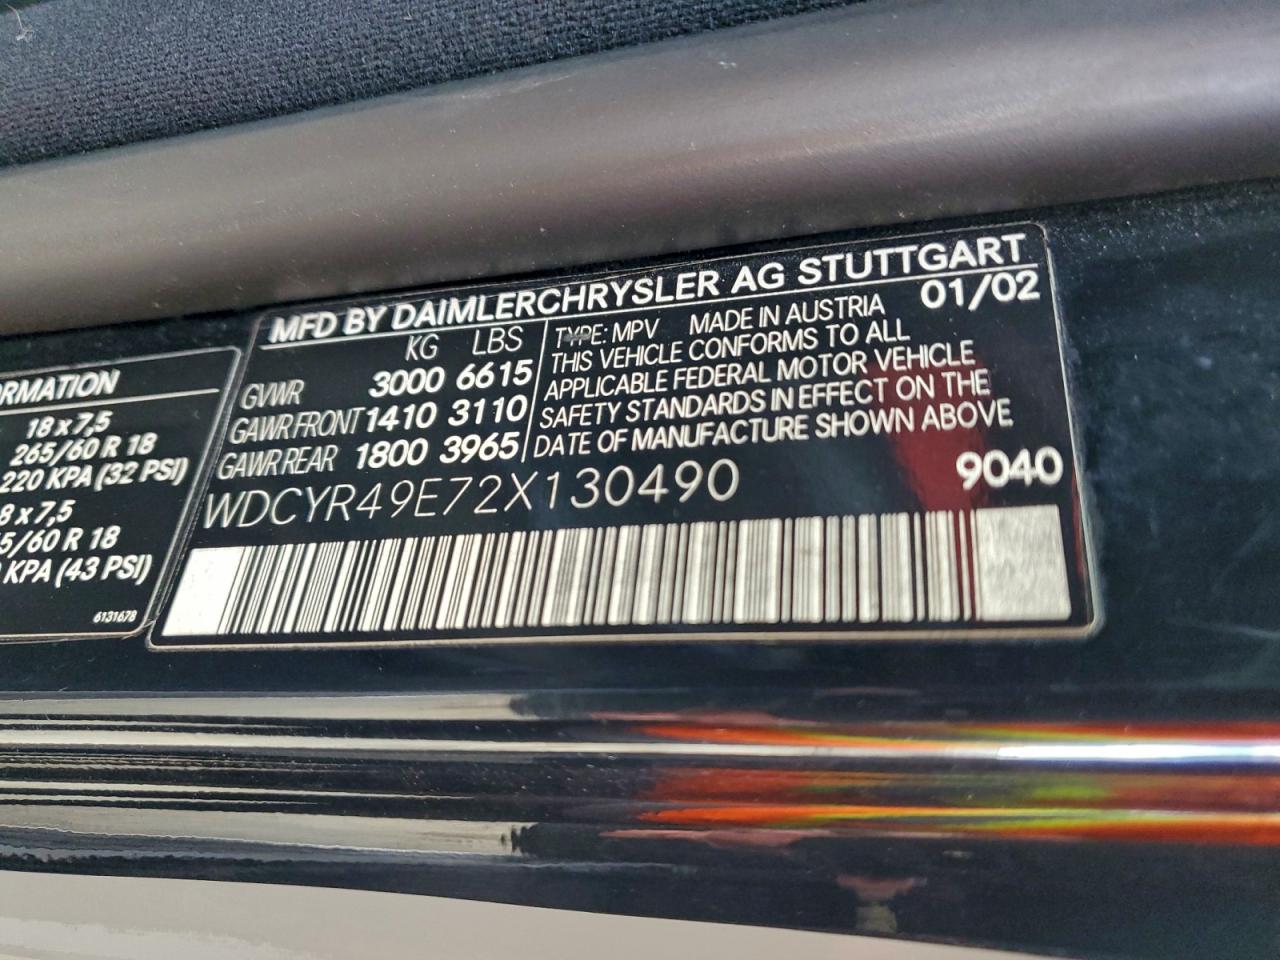 ORMATION
18 x 7,5
265/60 R 18
220 KPA (32 PSI)
8 x 7,5
5/60 R 18
KPA (43 PSI)
6131678
MFD BY DAIMLERCHRYSLER AG STUTTGART
KG LBS
GVWR 3000 6615
GAWR FRONT 1410 3110
GAWR REAR 1800 3965
TYPE: MPV MADE IN AUSTRIA 01/02
THIS VEHICLE CONFORMS TO ALL
APPLICABLE FEDERAL MOTOR VEHICLE
SAFETY STANDARDS IN EFFECT ON THE
DATE OF MANUFACTURE SHOWN ABOVE
WDCYR49E72X130490 9040